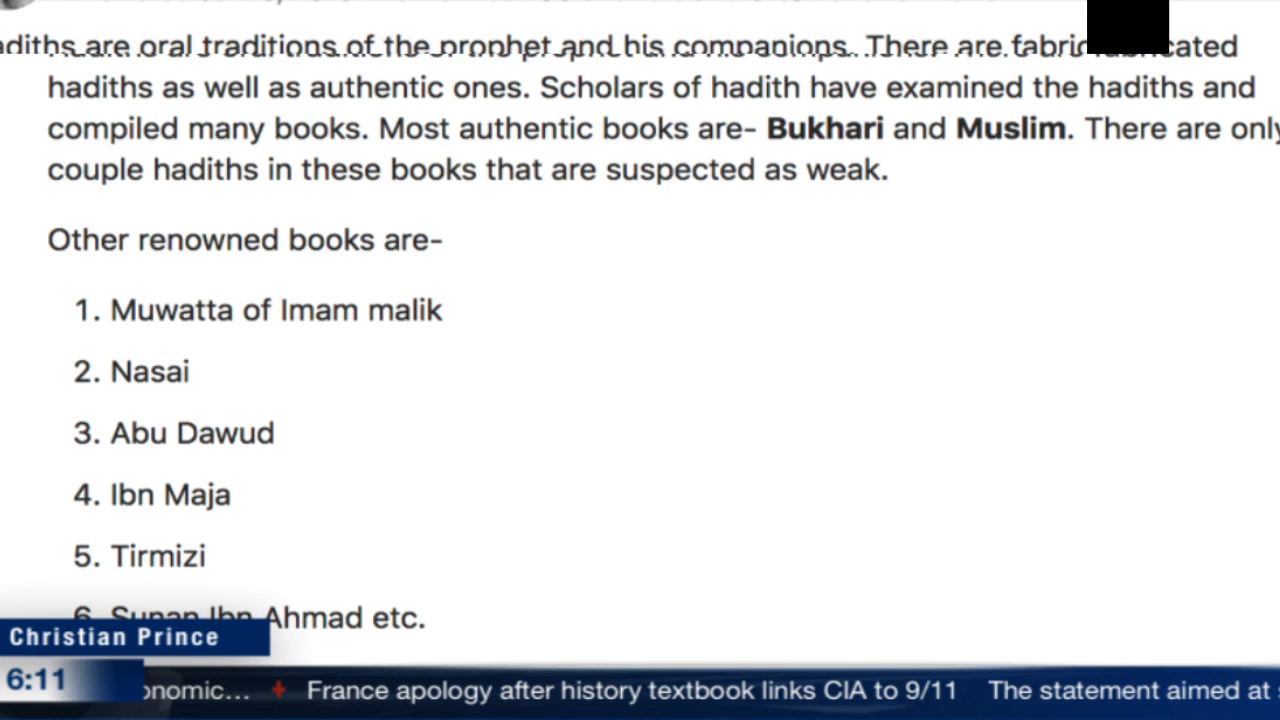 adiths are oral traditions of the prophet and his companions. There are fabric cated
hadiths as well as authentic ones. Scholars of hadith have examined the hadiths and
compiled many books. Most authentic books are- Bukhari and Muslim. There are only
couple hadiths in these books that are suspected as weak.
Other renowned books are-
1. Muwatta of Imam malik
2. Nasai
3. Abu Dawud
4. Ibn Maja
5. Tirmizi
6. Sunan Ibn Ahmad etc.
Christian Prince
6:11
onomic... France apology after history textbook links CIA to 9/11 The statement aimed at